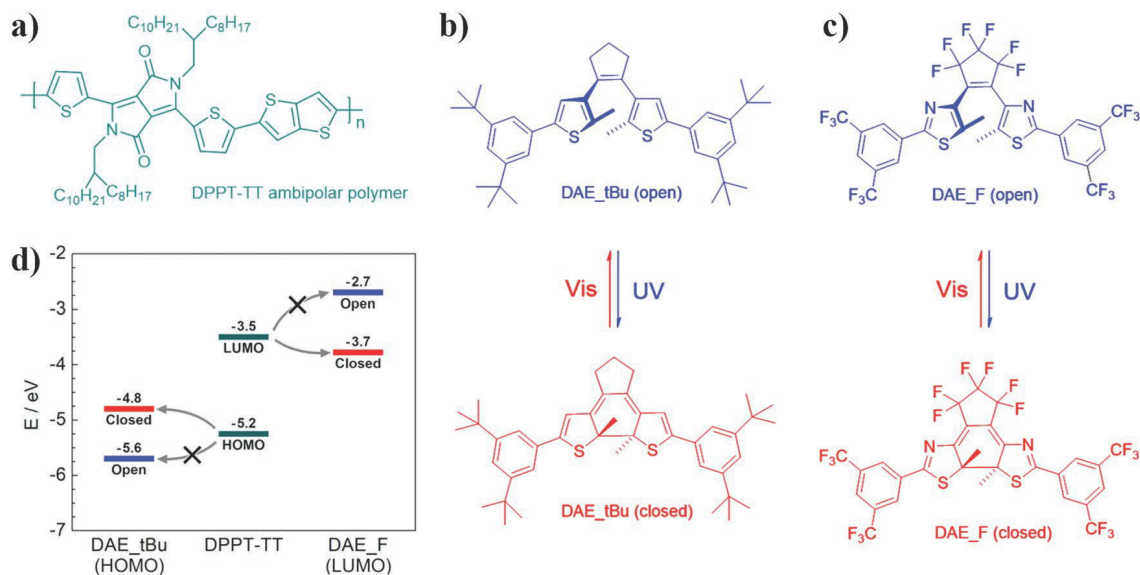 a)
C10H21
C8H17
O
N
S
S
S
S
n
N
O
C10H21
C8H17
DPPT-TT ambipolar polymer
b)
S
S
DAE_tBu (open)
Vis
UV
S
S
DAE_tBu (closed)
c)
F
F
F
F
F
F
N
N
CF3
F3C
S
S
F3C
CF3
DAE_F (open)
Vis
UV
F
F
F
F
F
F
N
N
F3C
S
S
CF3
CF3
CF3
DAE_F (closed)
d)
E / eV
-2
-3
-4
-5
-6
-7
-2.7
Open
-3.5
LUMO
-3.7
Closed
-4.8
Closed
-5.2
HOMO
-5.6
Open
DAE_tBu
(HOMO)
DPPT-TT
DAE_F
(LUMO)